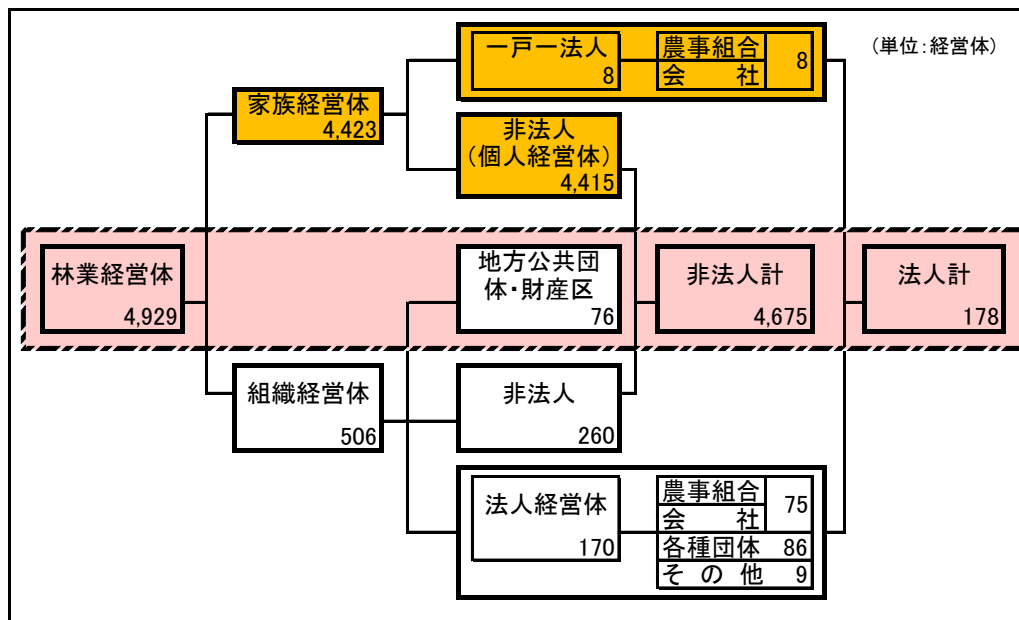 (単位：経営体)
一戸一法人
8
農事組合
会　社
8
家族経営体
4,423
非法人
(個人経営体)
4,415
林業経営体
4,929
地方公共団
体・財産区
76
非法人計
4,675
法人計
178
組織経営体
506
非法人
260
法人経営体
170
農事組合
会　社
75
各種団体 86
そ の 他 9